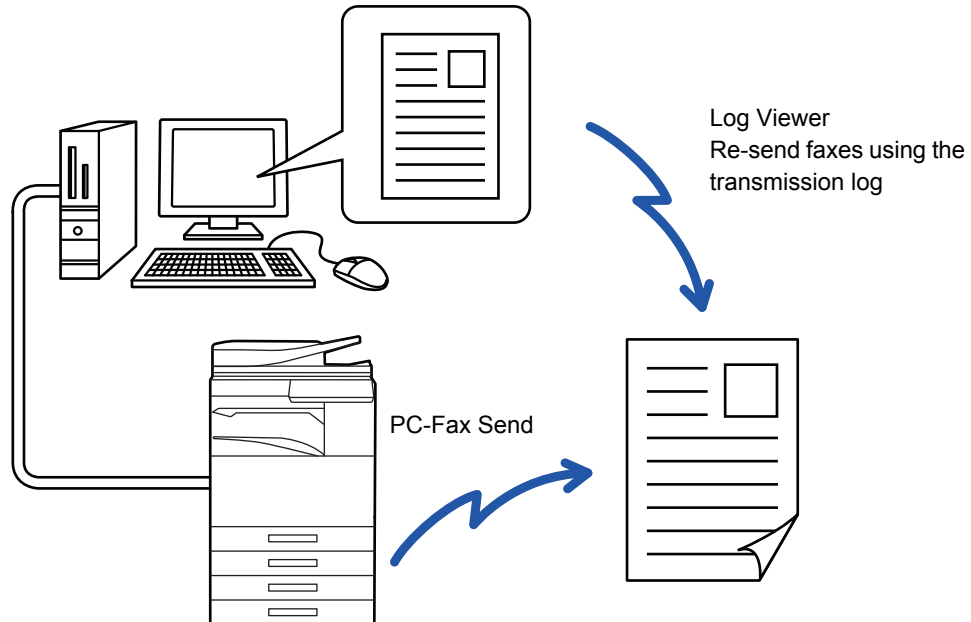 Log Viewer
Re-send faxes using the
transmission log
PC-Fax Send